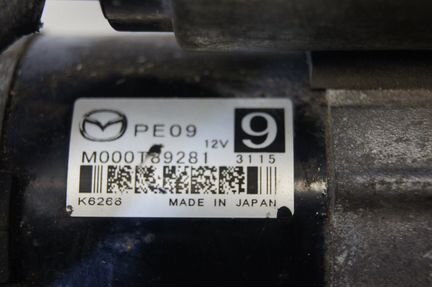 PE09 12V 9
M000T89281 3115
K6266 MADE IN JAPAN